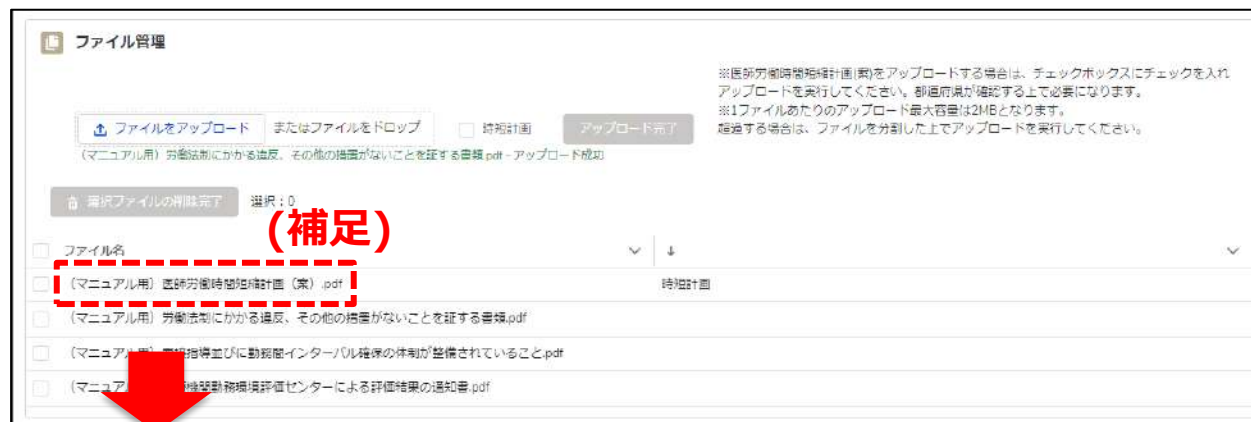 ファイル管理
※医師労働時間短縮計画(案)をアップロードする場合は、チェックボックスにチェックを入れ
アップロードを実行してください。都道府県が確認する上で必要になります。
※1ファイルあたりのアップロード最大容量は2MBとなります。
超過する場合は、ファイルを分割した上でアップロードを実行してください。
ファイルをアップロード またはファイルをドロップ 時短計画 アップロード完了
(マニュアル用)労働法制にかかる違反、その他の措置がないことを証する書類.pdf - アップロード成功
選択ファイルの削除完了 選択:0
(補足)
ファイル名 ↓
(マニュアル用)医師労働時間短縮計画(案).pdf 時短計画
(マニュアル用)労働法制にかかる違反、その他の措置がないことを証する書類.pdf
(マニュアル 指導並びに勤務間インターバル確保の体制が整備されていること.pdf
(マニュア 機関勤務環境評価センターによる評価結果の通知書.pdf